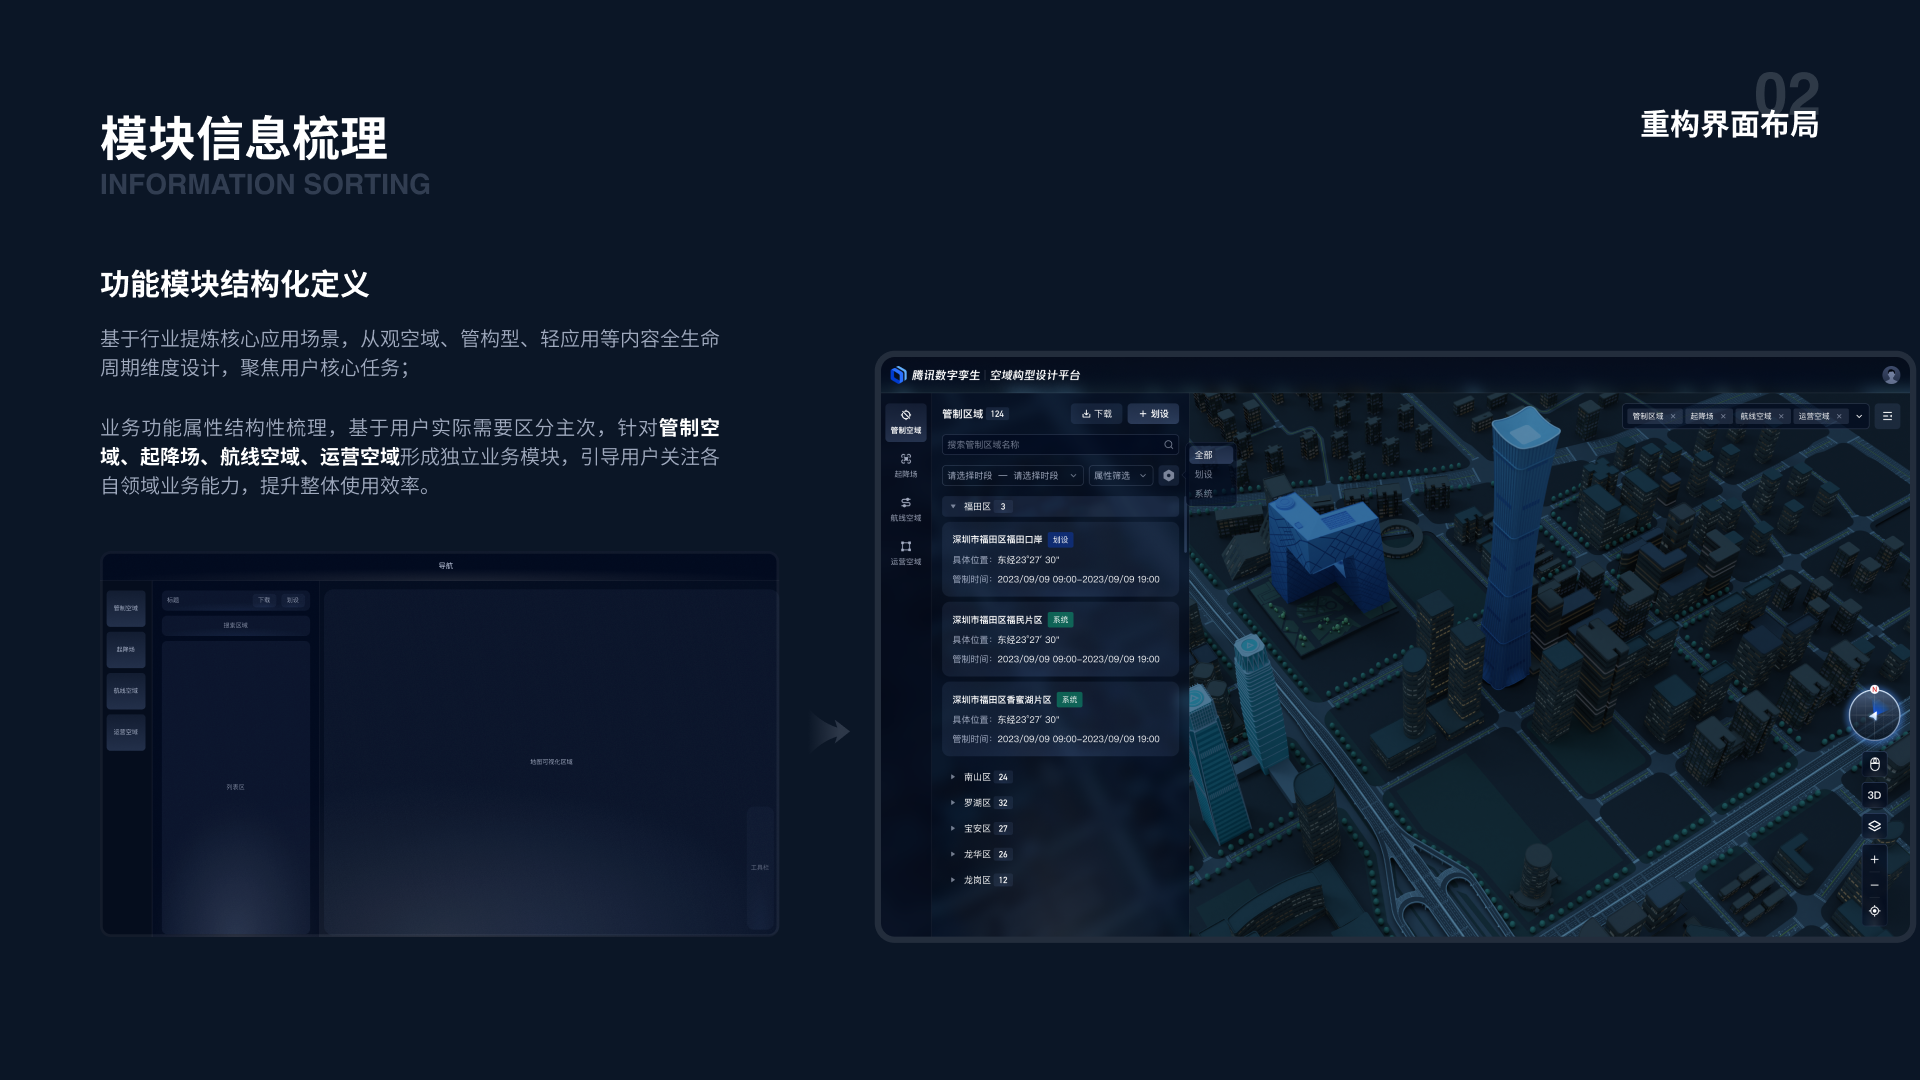 02
重构界面布局
模块信息梳理
INFORMATION SORTING
功能模块结构化定义
基于行业提炼核心应用场景，从观空域、管构型、轻应用等内容全生命
周期维度设计，聚焦用户核心任务；
业务功能属性结构性梳理，基于用户实际需要区分主次，针对管制空
域、起降场、航线空域、运营空域形成独立业务模块，引导用户关注各
自领域业务能力，提升整体使用效率。
导航
管制空域
起降场
航线空域
运营空域
标题
下载
划设
搜索区域
列表区
地图可视化区域
工具栏
腾讯数字孪生 | 空域构型设计平台
管制空域
起降场
航线空域
运营空域
管制区域 124
下载
+ 划设
搜索管制区域名称
请选择时段 — 请选择时段
属性筛选
全部
划设
系统
福田区 3
深圳市福田区福田口岸 划设
具体位置： 东经23°27′ 30"
管制时间： 2023/09/09 09:00-2023/09/09 19:00
深圳市福田区福民片区 系统
具体位置： 东经23°27′ 30"
管制时间： 2023/09/09 09:00-2023/09/09 19:00
深圳市福田区香蜜湖片区 系统
具体位置： 东经23°27′ 30"
管制时间： 2023/09/09 09:00-2023/09/09 19:00
南山区 24
罗湖区 32
宝安区 27
龙华区 26
龙岗区 12
管制区域 ×
起降场 ×
航线空域 ×
运营空域 ×
N
3D